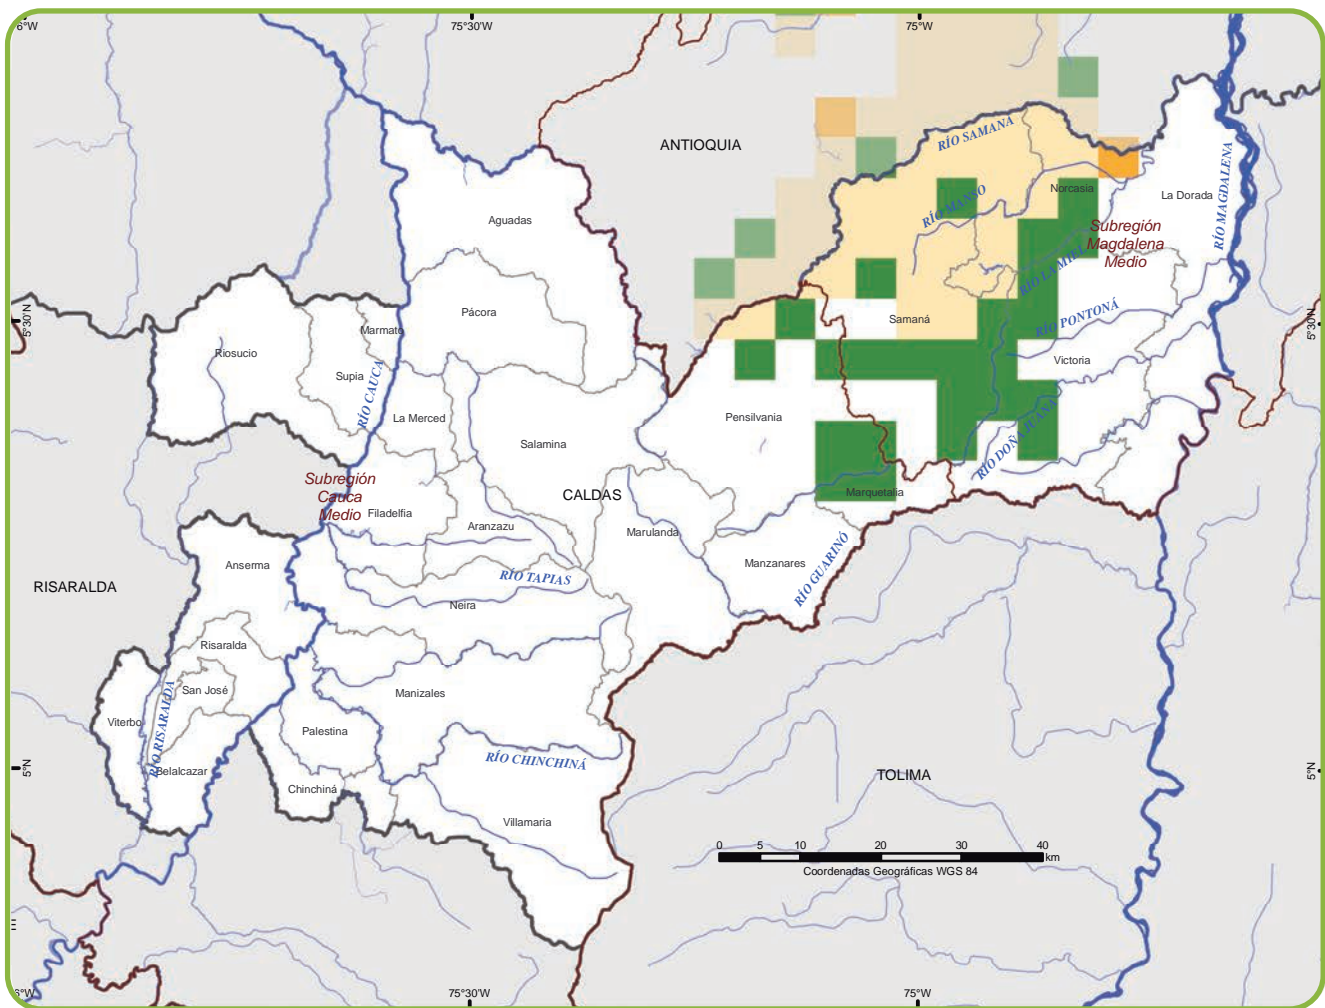 6°W
75°30'W
75°W
ANTIOQUIA
RÍO SAMANA
RÍO MAGDALENA
Norcasia
La Dorada
RÍO MANSO
Aguadas
Subregión
Magdalena
Medio
RÍO LA MIEL
5°30'N
5°30'N
Pácora
Marmato
Samaná
RÍO PONTONÁ
Riosucio
Victoria
Supia
RÍO CAUCA
La Merced
Pensilvania
Salamina
RÍO DOÑA JUANA
Subregión
Cauca
Medio
CALDAS
Marquetalia
Filadelfia
Aranzazu
Marulanda
Anserma
Manzanares
RÍO GUARINÓ
RÍO TAPIAS
RISARALDA
Neira
Risaralda
San José
Manizales
Viterbo
RÍO RISARALDA
Palestina
RÍO CHINCHINÁ
Belalcazar
5°N
5°N
TOLIMA
Chinchiná
Villamaria
0 5 10 20 30 40
km
Coordenadas Geográficas WGS 84
6°W
75°30'W
75°W